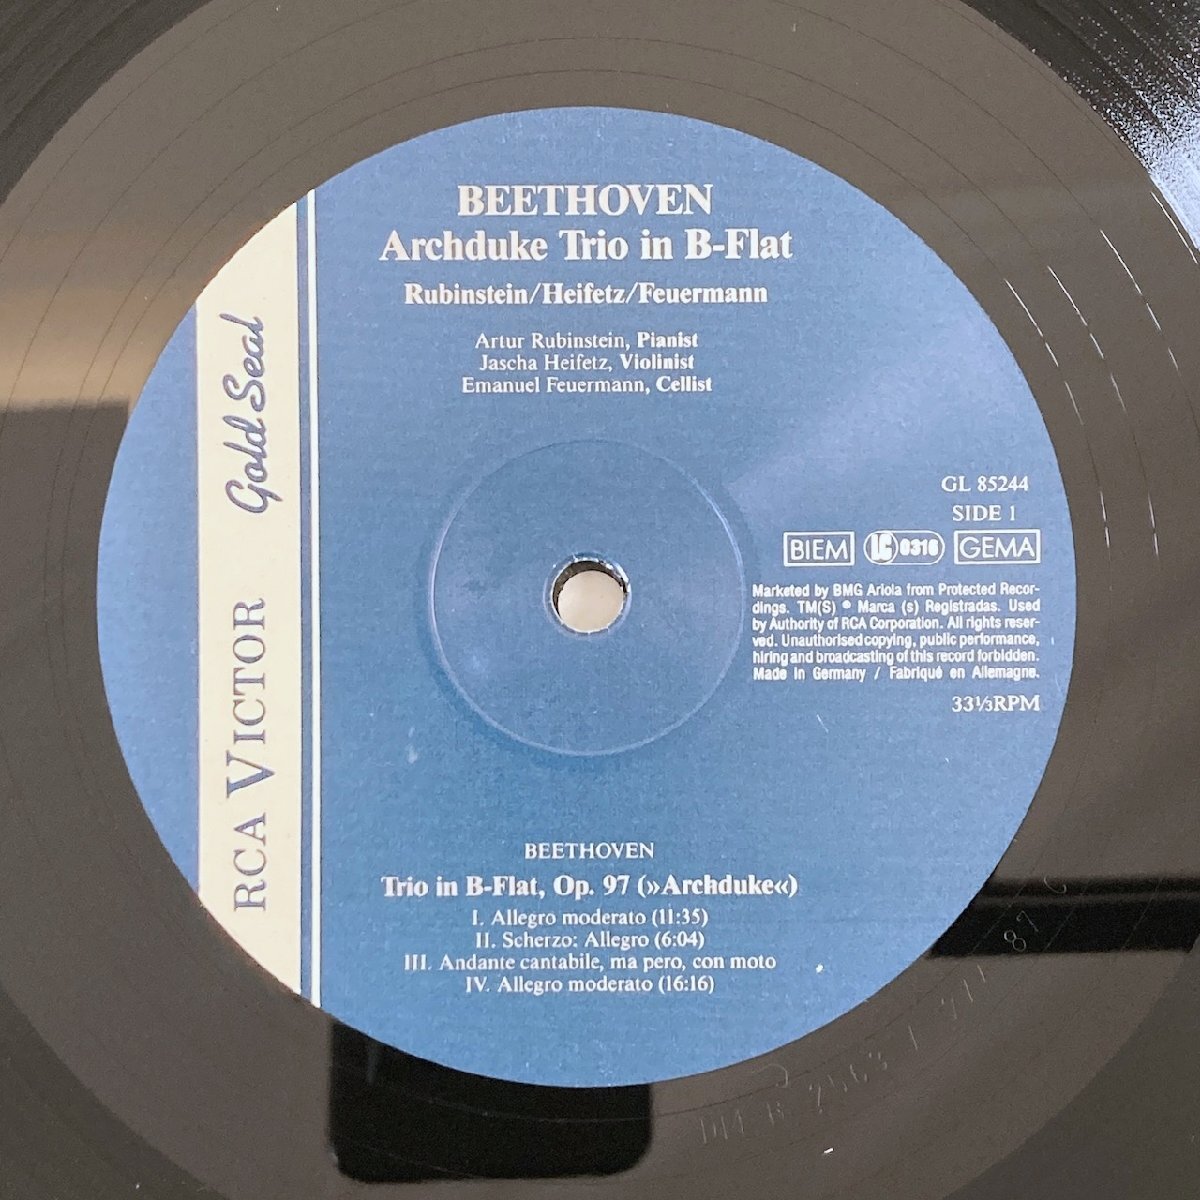 BEETHOVEN
Archduke Trio in B-Flat
Rubinstein/Heifetz/Feuermann
Artur Rubinstein, Pianist
Jascha Heifetz, Violinist
Emanuel Feuermann, Cellist
RCA VICTOR Gold Seal
GL 85244
SIDE 1
BIEM LC 0316 GEMA
Marketed by BMG Ariola from Protected Recor-
dings. TM(S) ® Marca (s) Registradas. Used
by Authority of RCA Corporation. All rights reser-
ved. Unauthorised copying, public performance,
hiring and broadcasting of this record forbidden.
Made in Germany / Fabriqué en Allemagne.
33⅓RPM
BEETHOVEN
Trio in B-Flat, Op. 97 (»Archduke«)
I. Allegro moderato (11:35)
II. Scherzo: Allegro (6:04)
III. Andante cantabile, ma pero, con moto
IV. Allegro moderato (16:16)